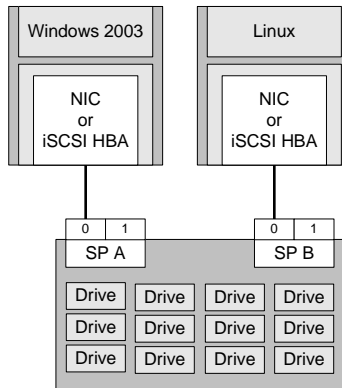 Windows 2003
Linux
NIC
or
iSCSI HBA
NIC
or
iSCSI HBA
0 1
0 1
SP A
SP B
Drive Drive Drive Drive
Drive Drive Drive Drive
Drive Drive Drive Drive